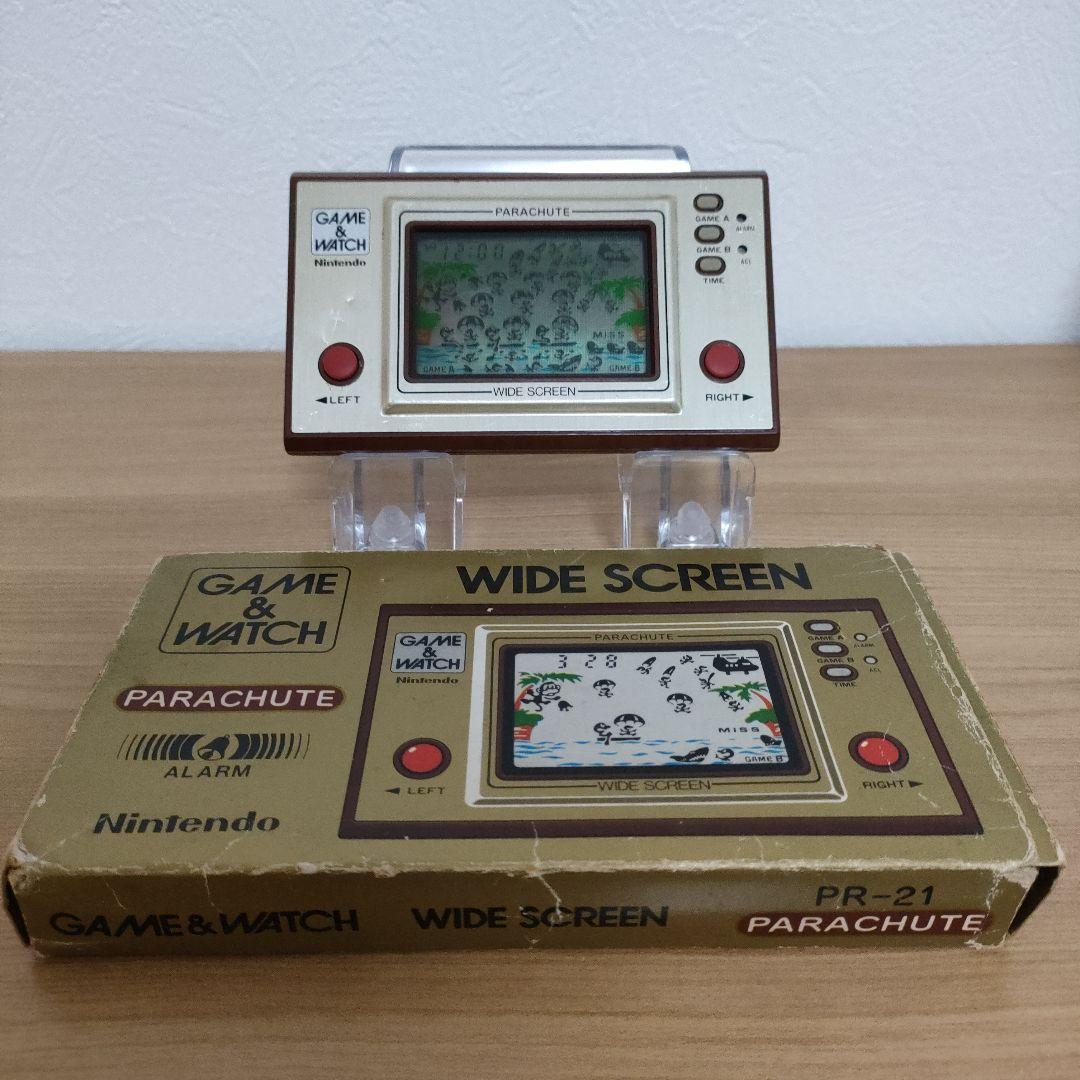 GAME
&
WATCH
Nintendo
PARACHUTE
12:00
MISS
GAME A
GAME B
WIDE SCREEN
GAME A
ALARM
GAME B
ACL
TIME
◄LEFT
RIGHT►
GAME
&
WATCH
WIDE SCREEN
PARACHUTE
ALARM
Nintendo
GAME
&
WATCH
Nintendo
PARACHUTE
3 28
MISS
GAME B
WIDE SCREEN
GAME A
ALARM
GAME B
ACL
TIME
◄LEFT
RIGHT►
GAME & WATCH WIDE SCREEN
PR-21
PARACHUTE